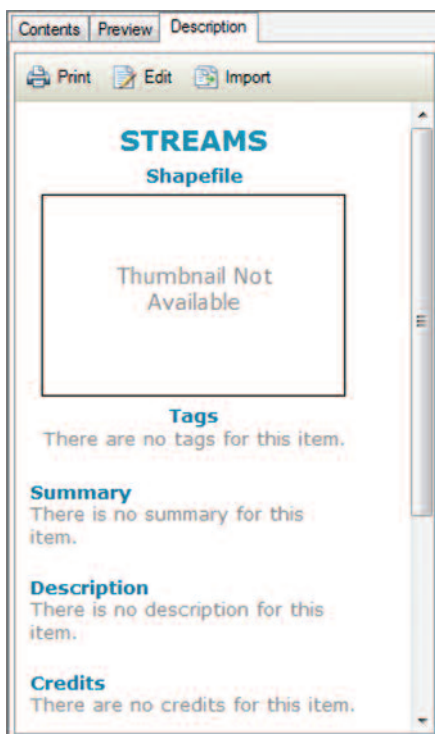 Contents Preview Description
Print Edit Import
STREAMS
Shapefile
Thumbnail Not
Available
Tags
There are no tags for this item.
Summary
There is no summary for this
item.
Description
There is no description for this
item.
Credits
There are no credits for this item.